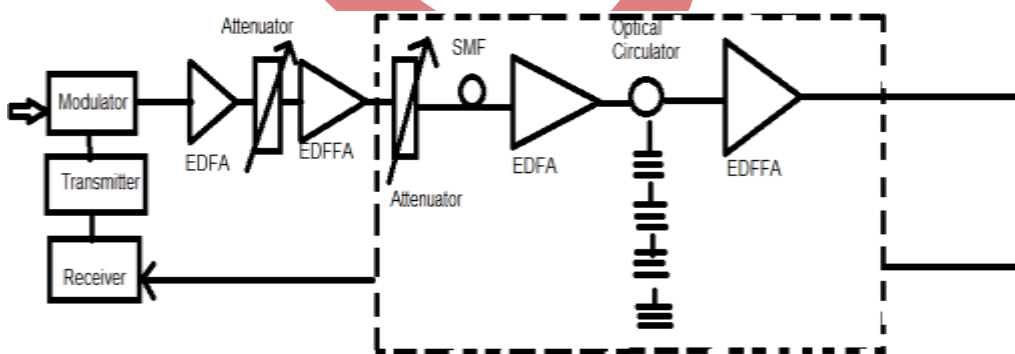 Attenuator
Optical
Circulator
SMF
Modulator
EDFA
EDFFA
EDFA
EDFFA
Transmitter
Attenuator
Receiver